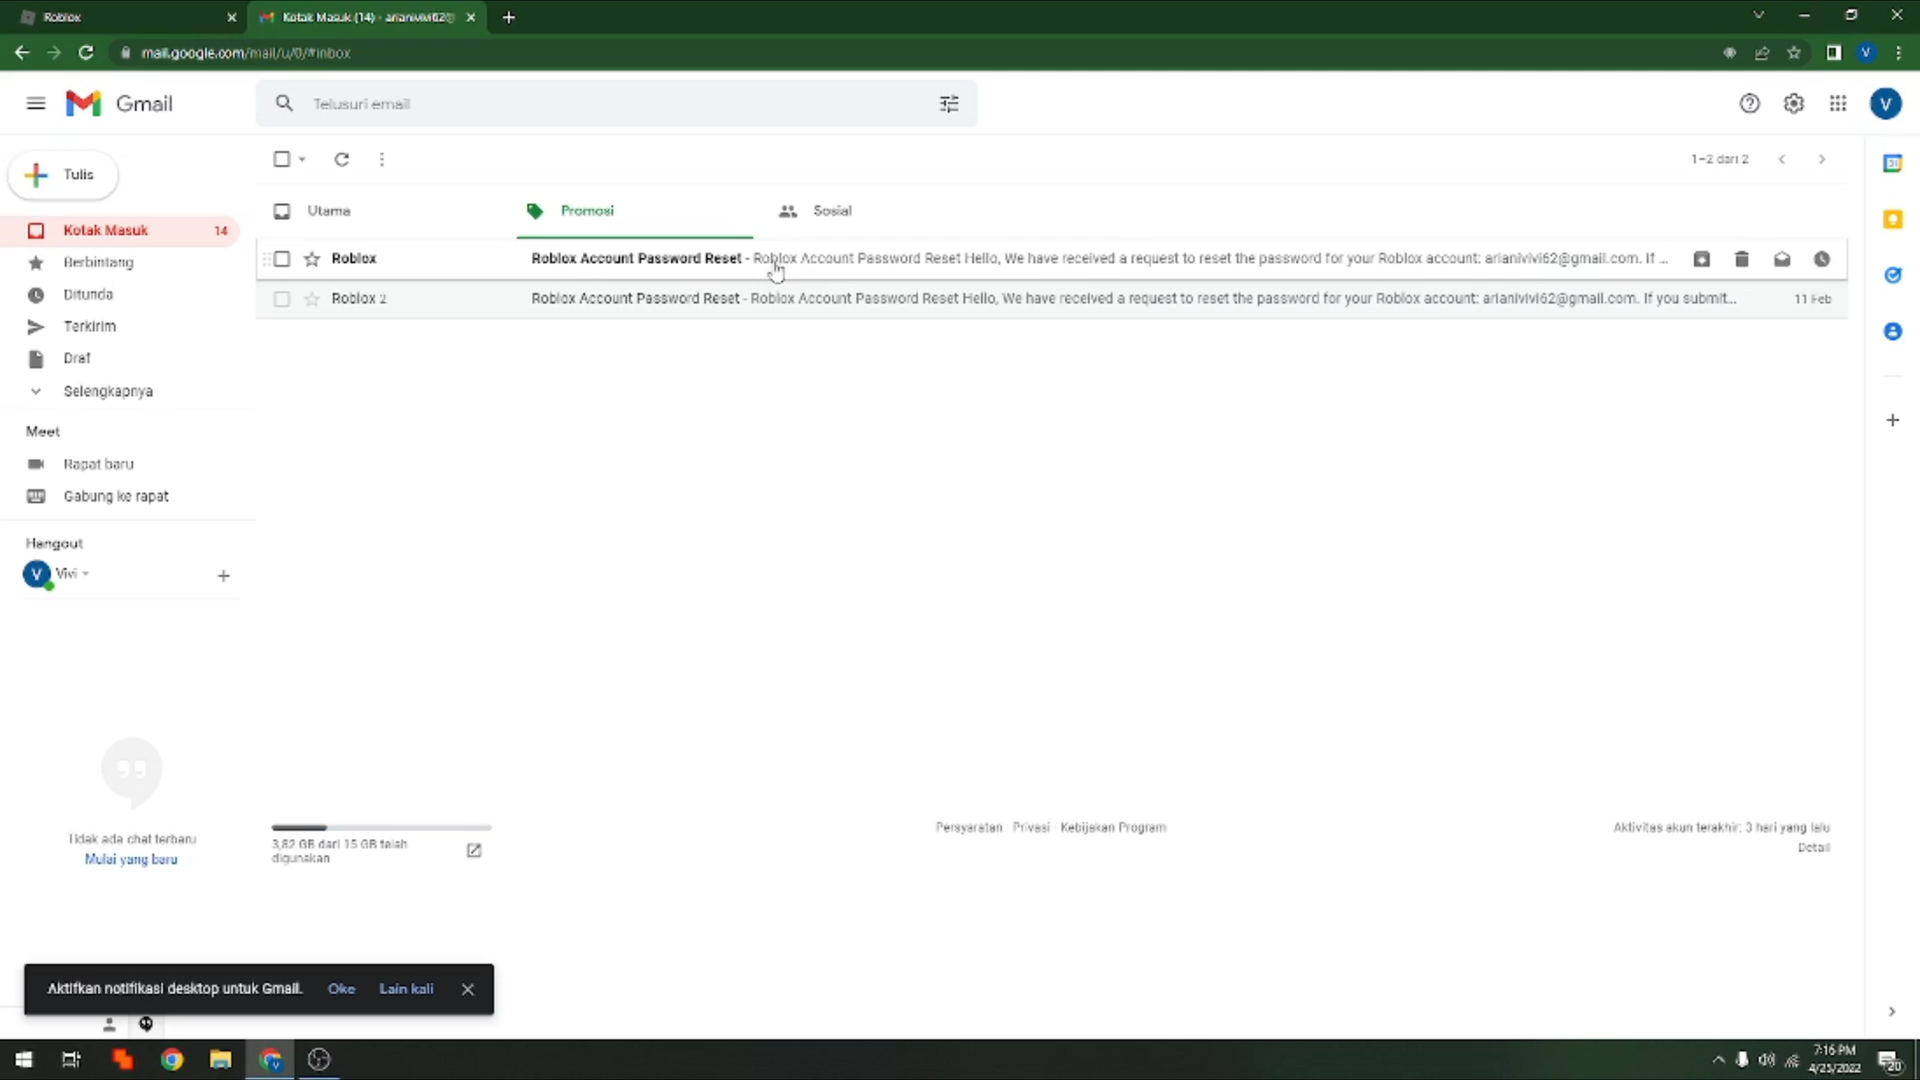 Roblox
Kotak Masuk (14) - arianivivi62@
mail.google.com/mail/u/0/#inbox
V
Gmail
Telusuri email
V
Tulis
1–2 dari 2
Utama
Promosi
Sosial
Kotak Masuk 14
Berbintang
Ditunda
Terkirim
Draf
Selengkapnya
Roblox
Roblox Account Password Reset - Roblox Account Password Reset Hello, We have received a request to reset the password for your Roblox account: arianivivi62@gmail.com. If ...
Roblox 2
Roblox Account Password Reset - Roblox Account Password Reset Hello, We have received a request to reset the password for your Roblox account: arianivivi62@gmail.com. If you submit...
11 Feb
31
Meet
Rapat baru
Gabung ke rapat
Hangout
V
Vivi
Tidak ada chat terbaru
Mulai yang baru
3,82 GB dari 15 GB telah
digunakan
Persyaratan · Privasi · Kebijakan Program
Aktivitas akun terakhir: 3 hari yang lalu
Detail
Aktifkan notifikasi desktop untuk Gmail. Oke Lain kali
7:16 PM
4/25/2022
20